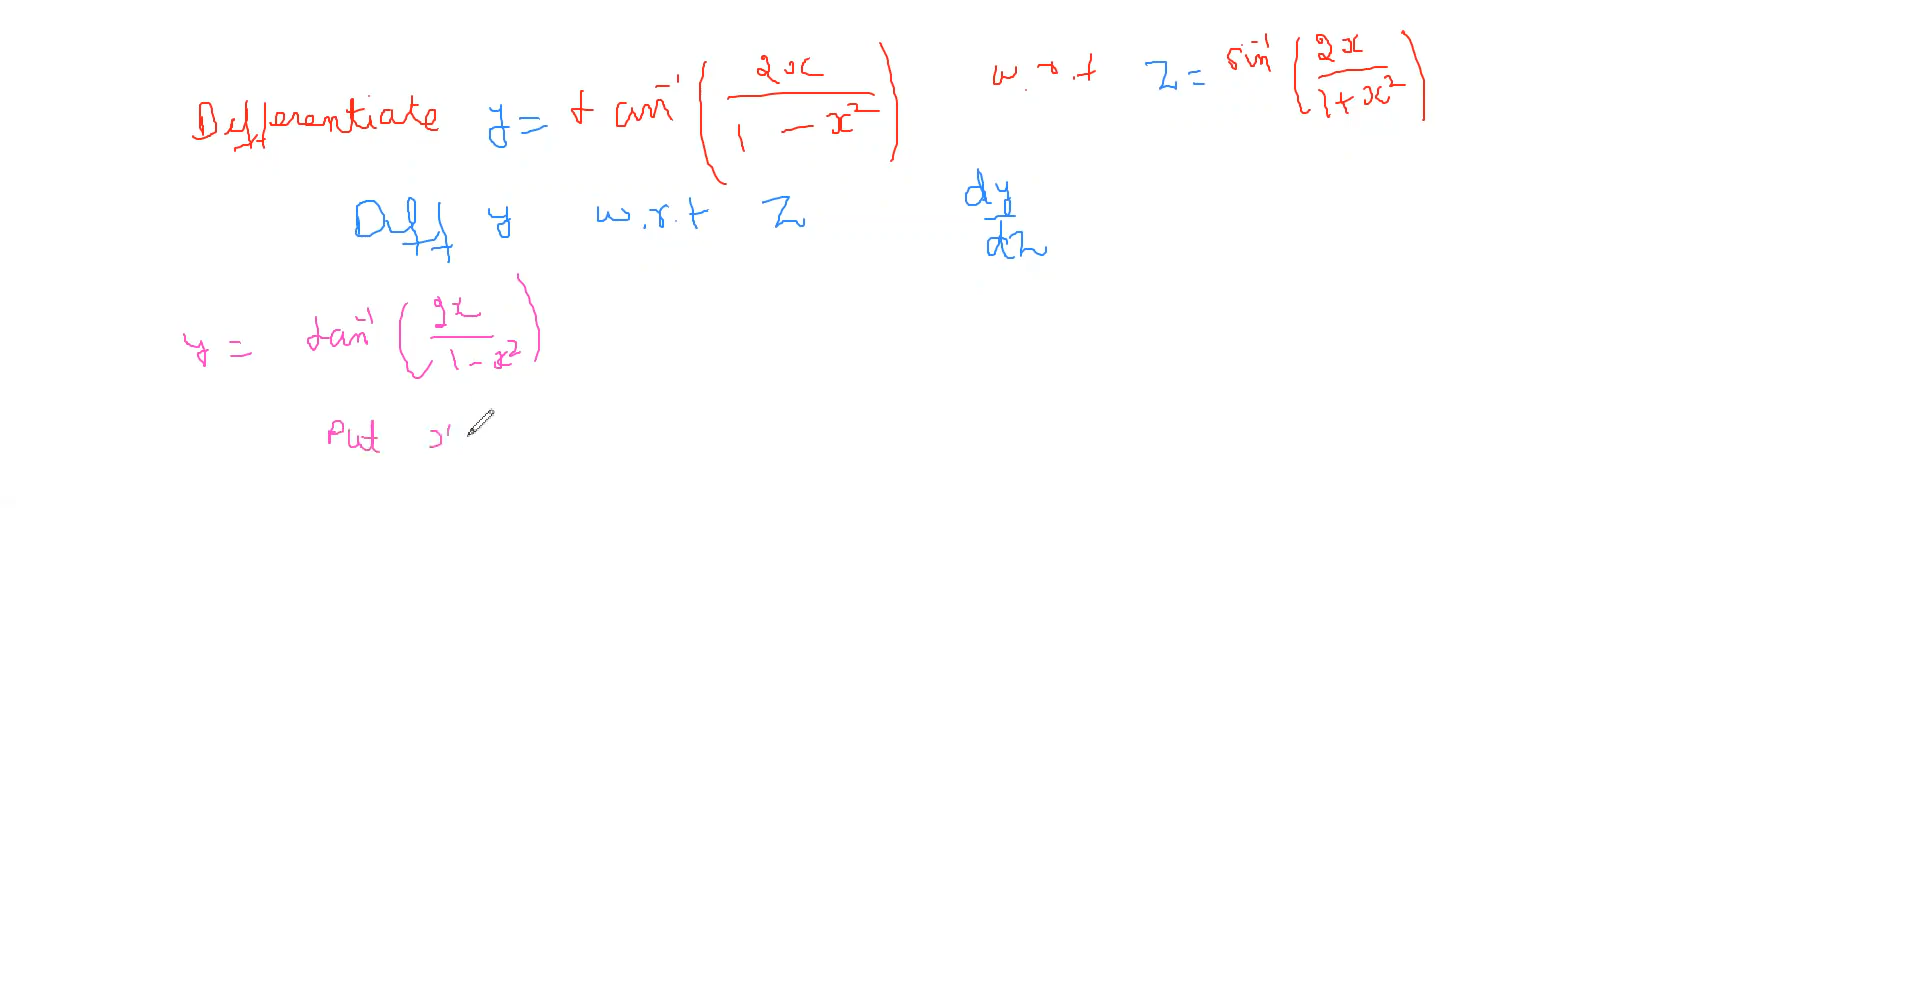 Differentiate y = tan⁻¹ (2x / 1 - x²) w.r.t Z = sin⁻¹ (2x / 1 + x²)
Diff y w.r.t Z dy/dz
y = tan⁻¹ (2x / 1 - x²)
Put x